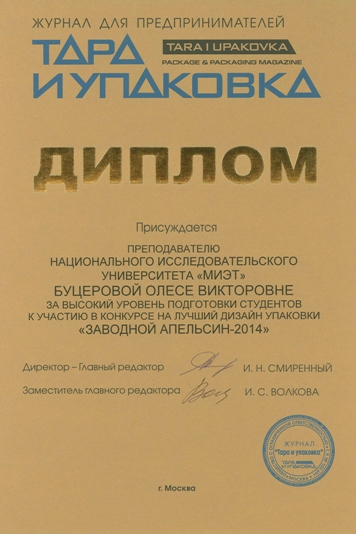 ЖУРНАЛ ДЛЯ ПРЕДПРИНИМАТЕЛЕЙ
ТАРА
И УПАКОВКА
TARA I UPAKOVKA
PACKAGE & PACKAGING MAGAZINE
ДИПЛОМ
Присуждается
ПРЕПОДАВАТЕЛЮ
НАЦИОНАЛЬНОГО ИССЛЕДОВАТЕЛЬСКОГО
УНИВЕРСИТЕТА «МИЭТ»
БУЦЕРОВОЙ ОЛЕСЕ ВИКТОРОВНЕ
ЗА ВЫСОКИЙ УРОВЕНЬ ПОДГОТОВКИ СТУДЕНТОВ
К УЧАСТИЮ В КОНКУРСЕ НА ЛУЧШИЙ ДИЗАЙН УПАКОВКИ
«ЗАВОДНОЙ АПЕЛЬСИН-2014»
Директор – Главный редактор И. Н. СМИРЕННЫЙ
Заместитель главного редактора И. С. ВОЛКОВА
ЖУРНАЛ
"Тара и упаковка"
ТАРА
И УПАКОВКА
г. Москва